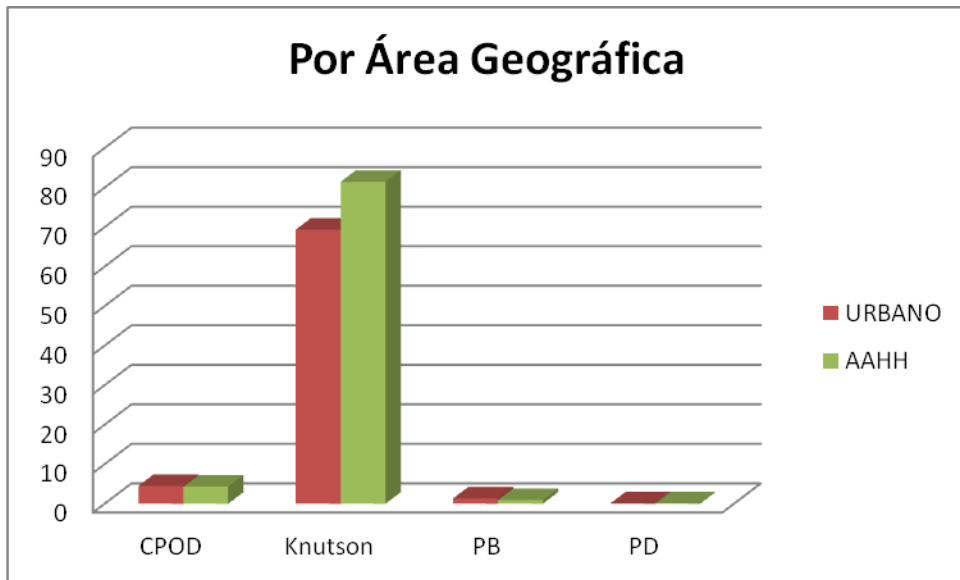 Por Área Geográfica
90
80
70
60
50
40
30
20
10
0
CPOD Knutson PB PD
URBANO
AAHH